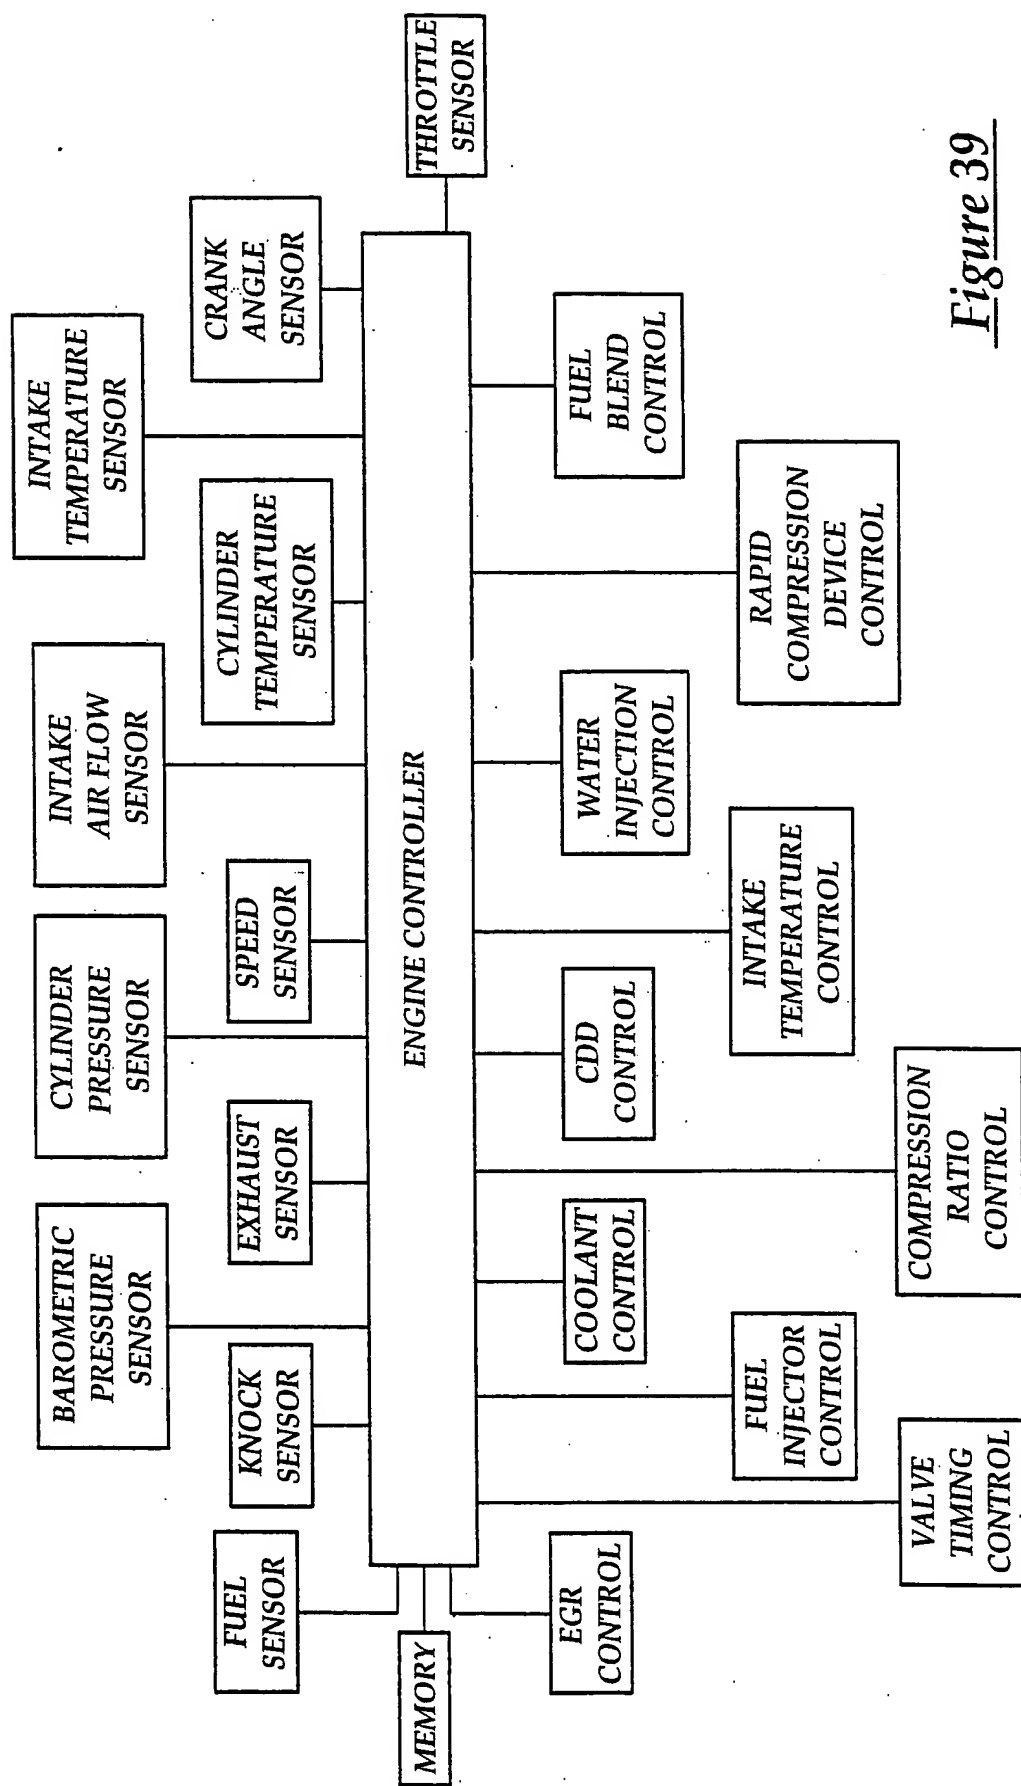 FUEL
SENSOR
MEMORY
EGR
CONTROL
BAROMETRIC
PRESSURE
SENSOR
KNOCK
SENSOR
CYLINDER
PRESSURE
SENSOR
EXHAUST
SENSOR
SPEED
SENSOR
INTAKE
AIR FLOW
SENSOR
CYLINDER
TEMPERATURE
SENSOR
INTAKE
TEMPERATURE
SENSOR
CRANK
ANGLE
SENSOR
THROTTLE
SENSOR
ENGINE CONTROLLER
VALVE
TIMING
CONTROL
FUEL
INJECTOR
CONTROL
COOLANT
CONTROL
COMPRESSION
RATIO
CONTROL
CDD
CONTROL
INTAKE
TEMPERATURE
CONTROL
WATER
INJECTION
CONTROL
RAPID
COMPRESSION
DEVICE
CONTROL
FUEL
BLEND
CONTROL
Figure 39